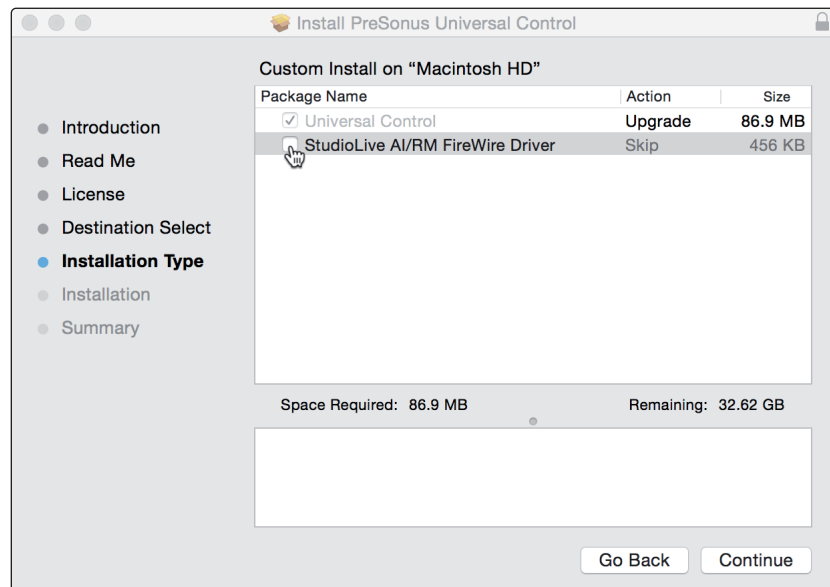 Install PreSonus Universal Control
Custom Install on “Macintosh HD”
Package Name Action Size
Universal Control Upgrade 86.9 MB
StudioLive AI/RM FireWire Driver Skip 456 KB
Introduction
Read Me
License
Destination Select
Installation Type
Installation
Summary
Space Required: 86.9 MB Remaining: 32.62 GB
Go Back Continue